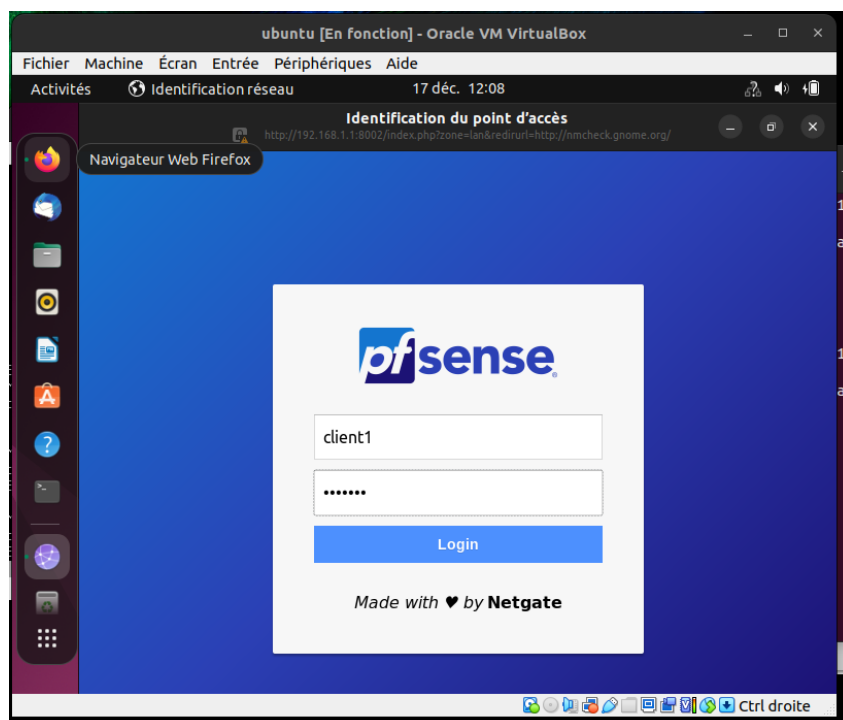 ubuntu [En fonction] - Oracle VM VirtualBox
Fichier Machine Écran Entrée Périphériques Aide
Activités Identification réseau 17 déc. 12:08
Identification du point d’accès
http://192.168.1.1:8002/index.php?zone=lan&redirurl=http://nmcheck.gnome.org/
Navigateur Web Firefox
pfsense
client1
•••••••
Login
Made with ♥ by Netgate
Ctrl droite